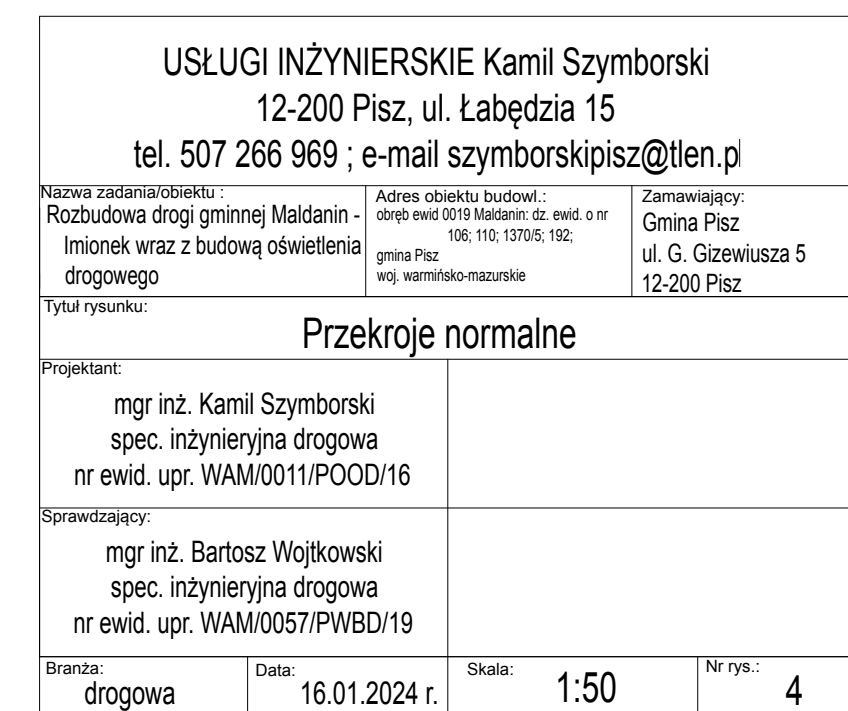 USŁUGI INŻYNIERSKIE Kamil Szymborski
12-200 Pisz, ul. Łabędzia 15
tel. 507 266 969 ; e-mail szymborskipisz@tlen.pl
Nazwa zadania/obiektu :
Rozbudowa drogi gminnej Maldanin -
Imionek wraz z budową oświetlenia
drogowego
Adres obiektu budowl.:
obręb ewid 0019 Maldanin: dz. ewid. o nr
106; 110; 1370/5; 192;
gmina Pisz
woj. warmińsko-mazurskie
Zamawiający:
Gmina Pisz
ul. G. Gizewiusza 5
12-200 Pisz
Tytuł rysunku:
Przekroje normalne
Projektant:
mgr inż. Kamil Szymborski
spec. inżynieryjna drogowa
nr ewid. upr. WAM/0011/POOD/16
Sprawdzający:
mgr inż. Bartosz Wojtkowski
spec. inżynieryjna drogowa
nr ewid. upr. WAM/0057/PWBD/19
Branża:
drogowa
Data:
16.01.2024 r.
Skala:
1:50
Nr rys.:
4